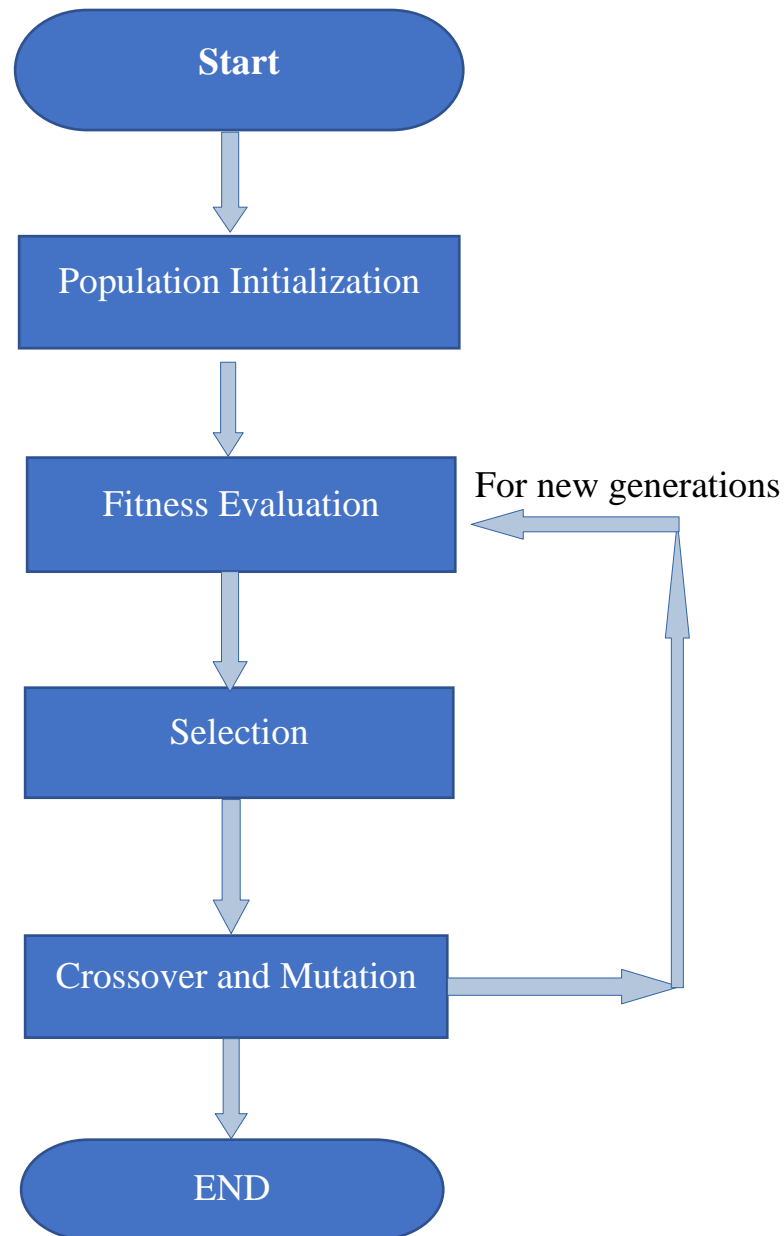 Start
Population Initialization
Fitness Evaluation
For new generations
Selection
Crossover and Mutation
END